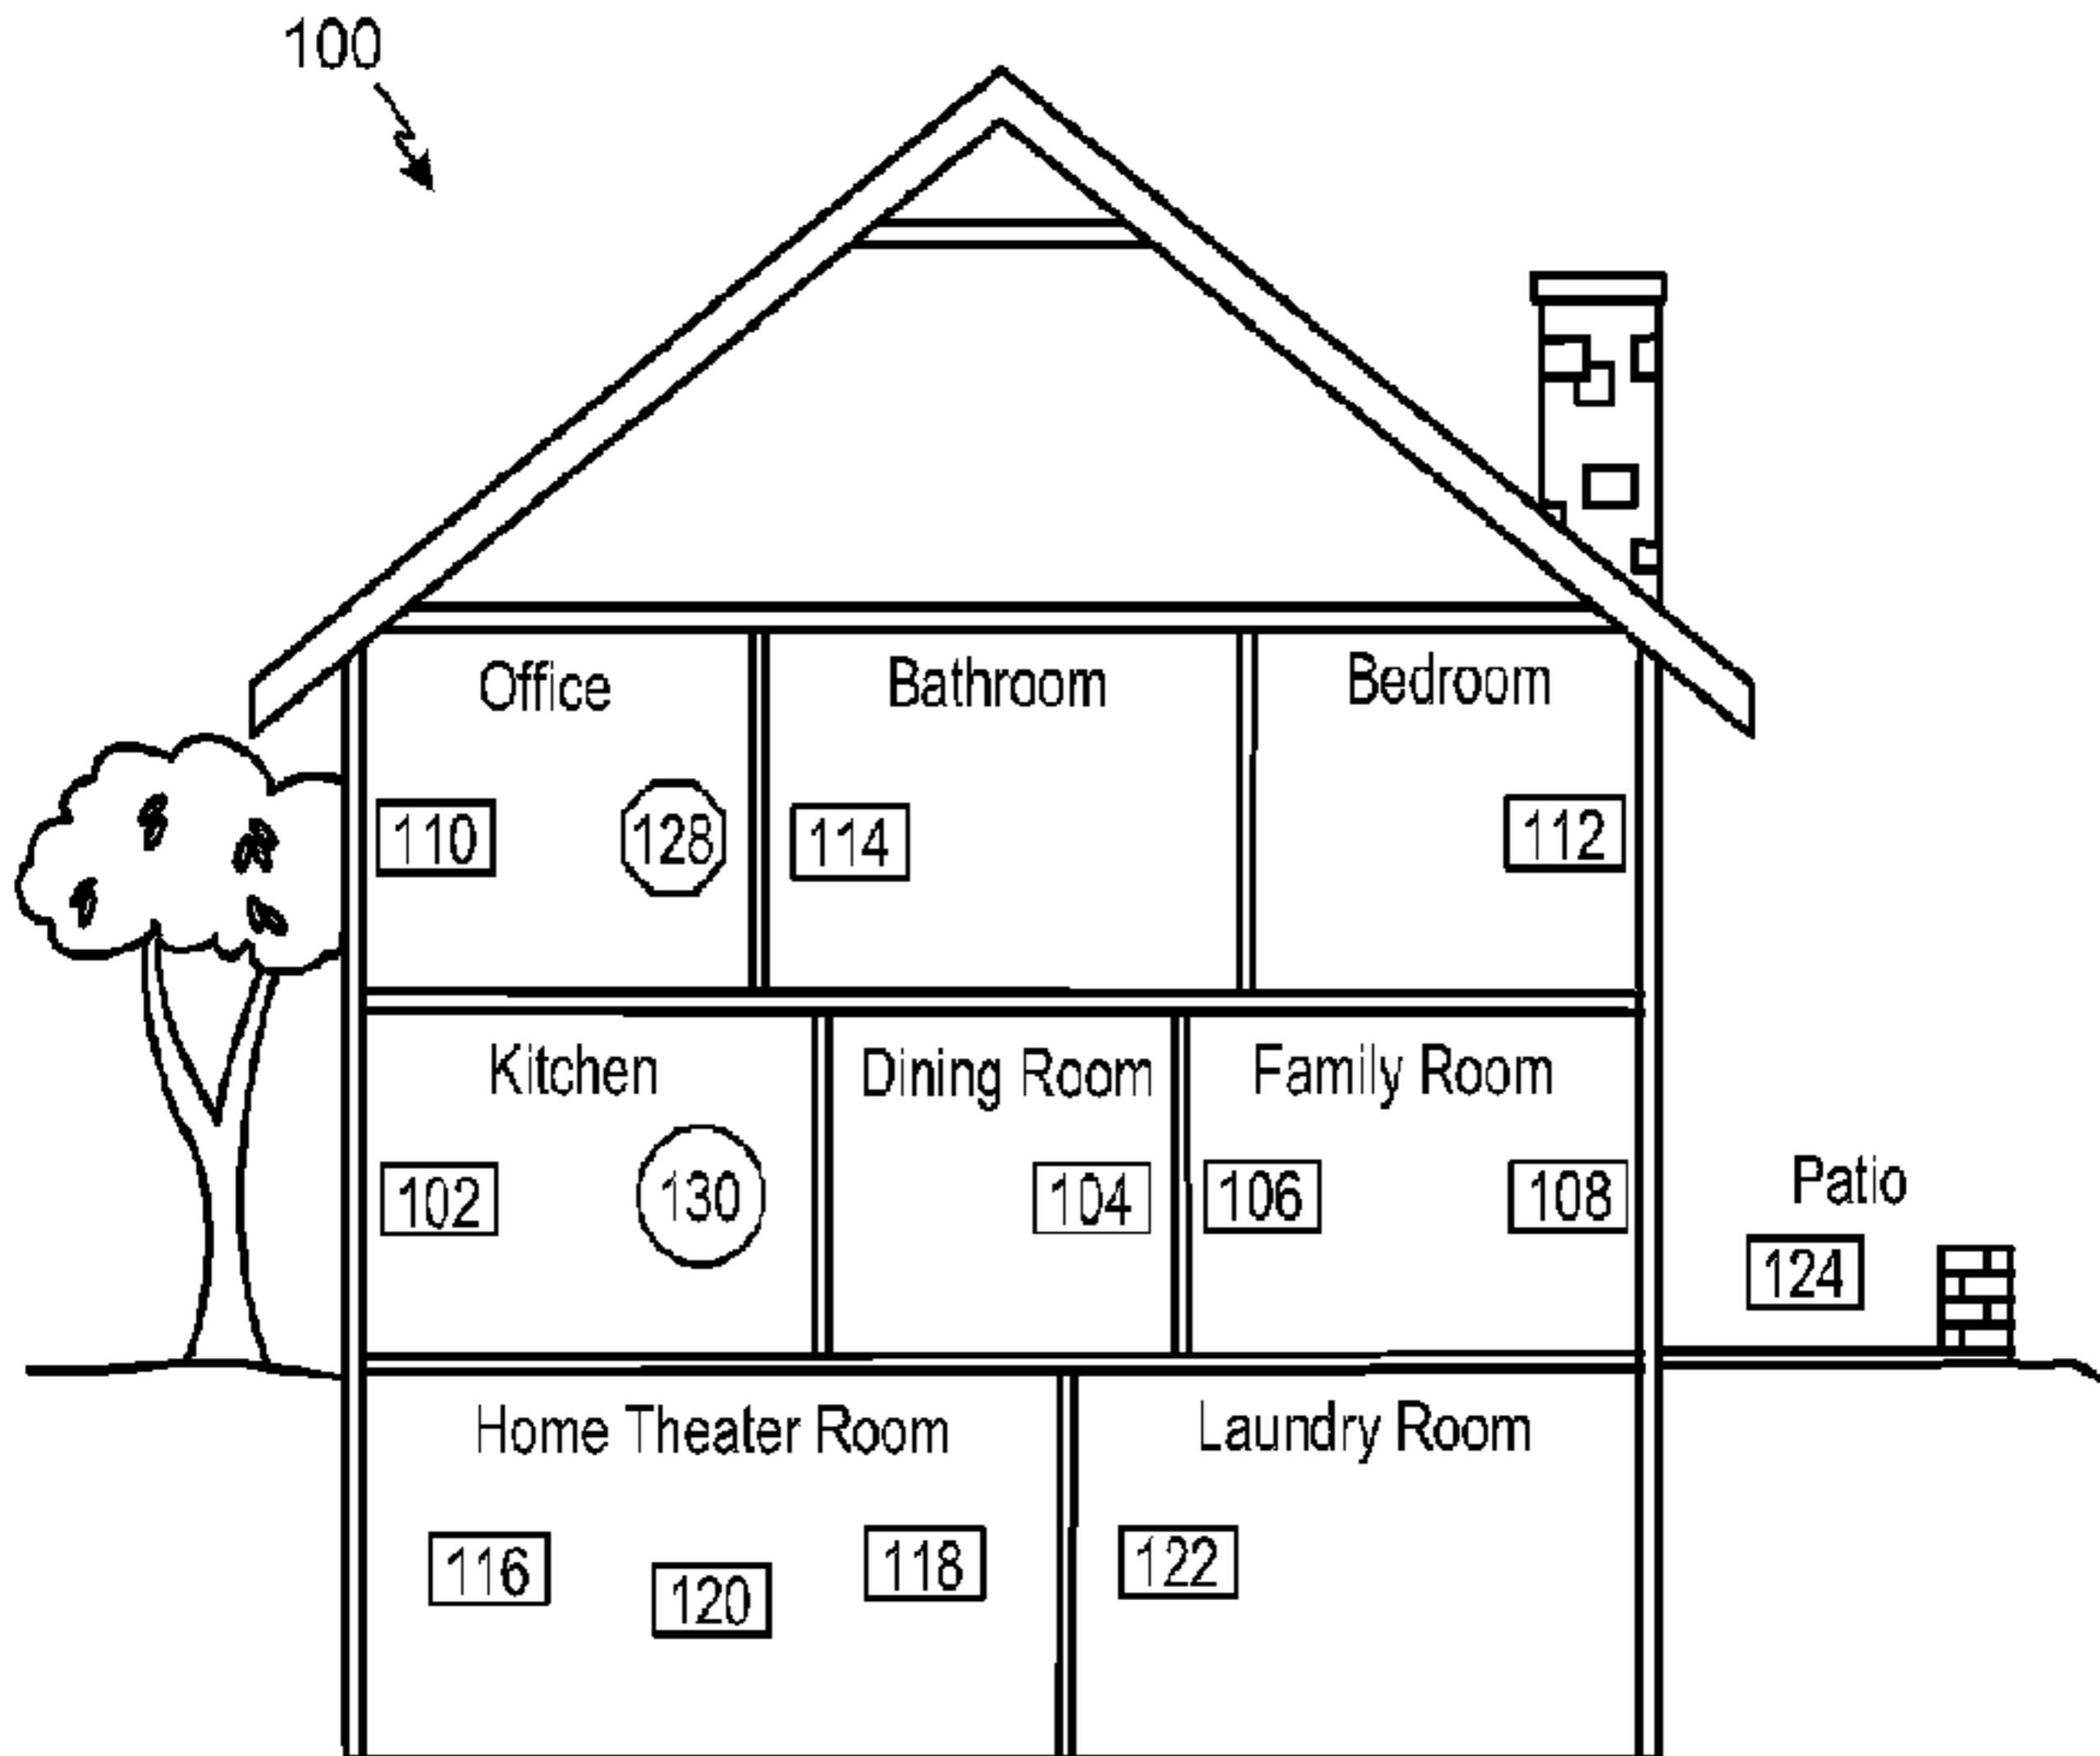 100
Office
Bathroom
Bedroom
110
128
114
112
Kitchen
Dining Room
Family Room
102
130
104
106
108
Patio
124
Home Theater Room
Laundry Room
116
120
118
122